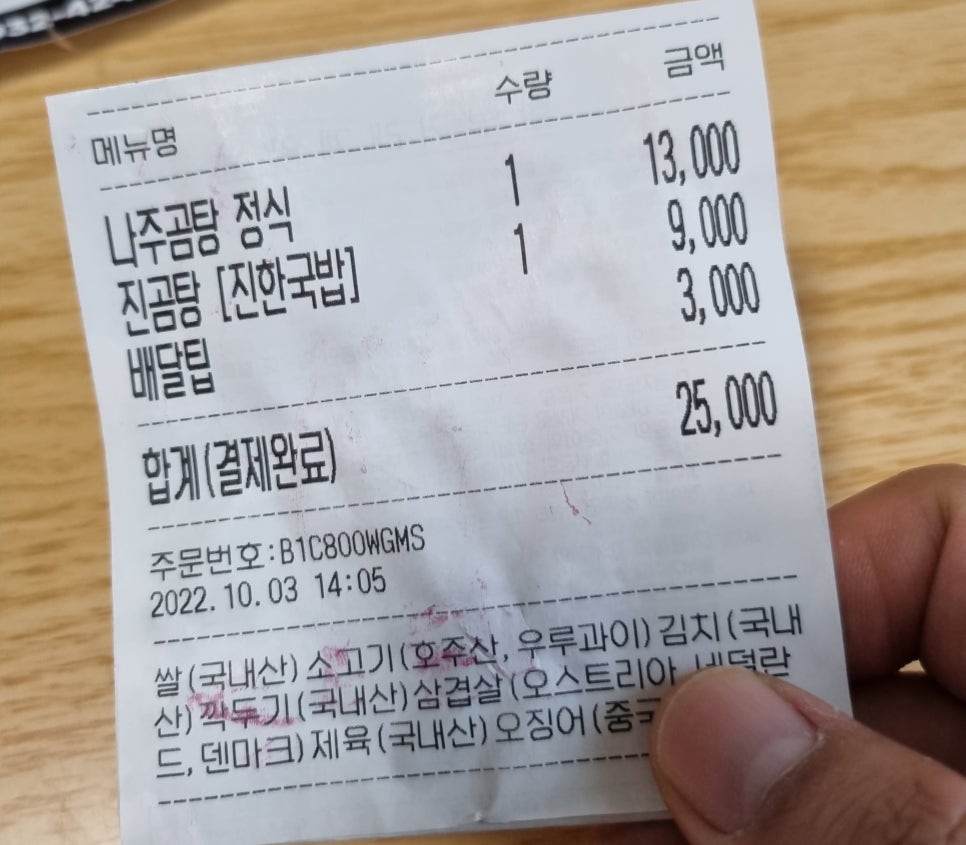 메뉴명 수량 금액
나주곰탕 정식 1 13,000
진곰탕 [진한국밥] 1 9,000
배달팁 3,000
합계(결제완료) 25,000
주문번호:B1C800WGMS
2022.10.03 14:05
쌀(국내산) 소고기(호주산, 우루과이) 김치(국내
산) 깍두기(국내산) 삼겹살(오스트리아, 네덜란
드, 덴마크) 제육(국내산) 오징어(중국